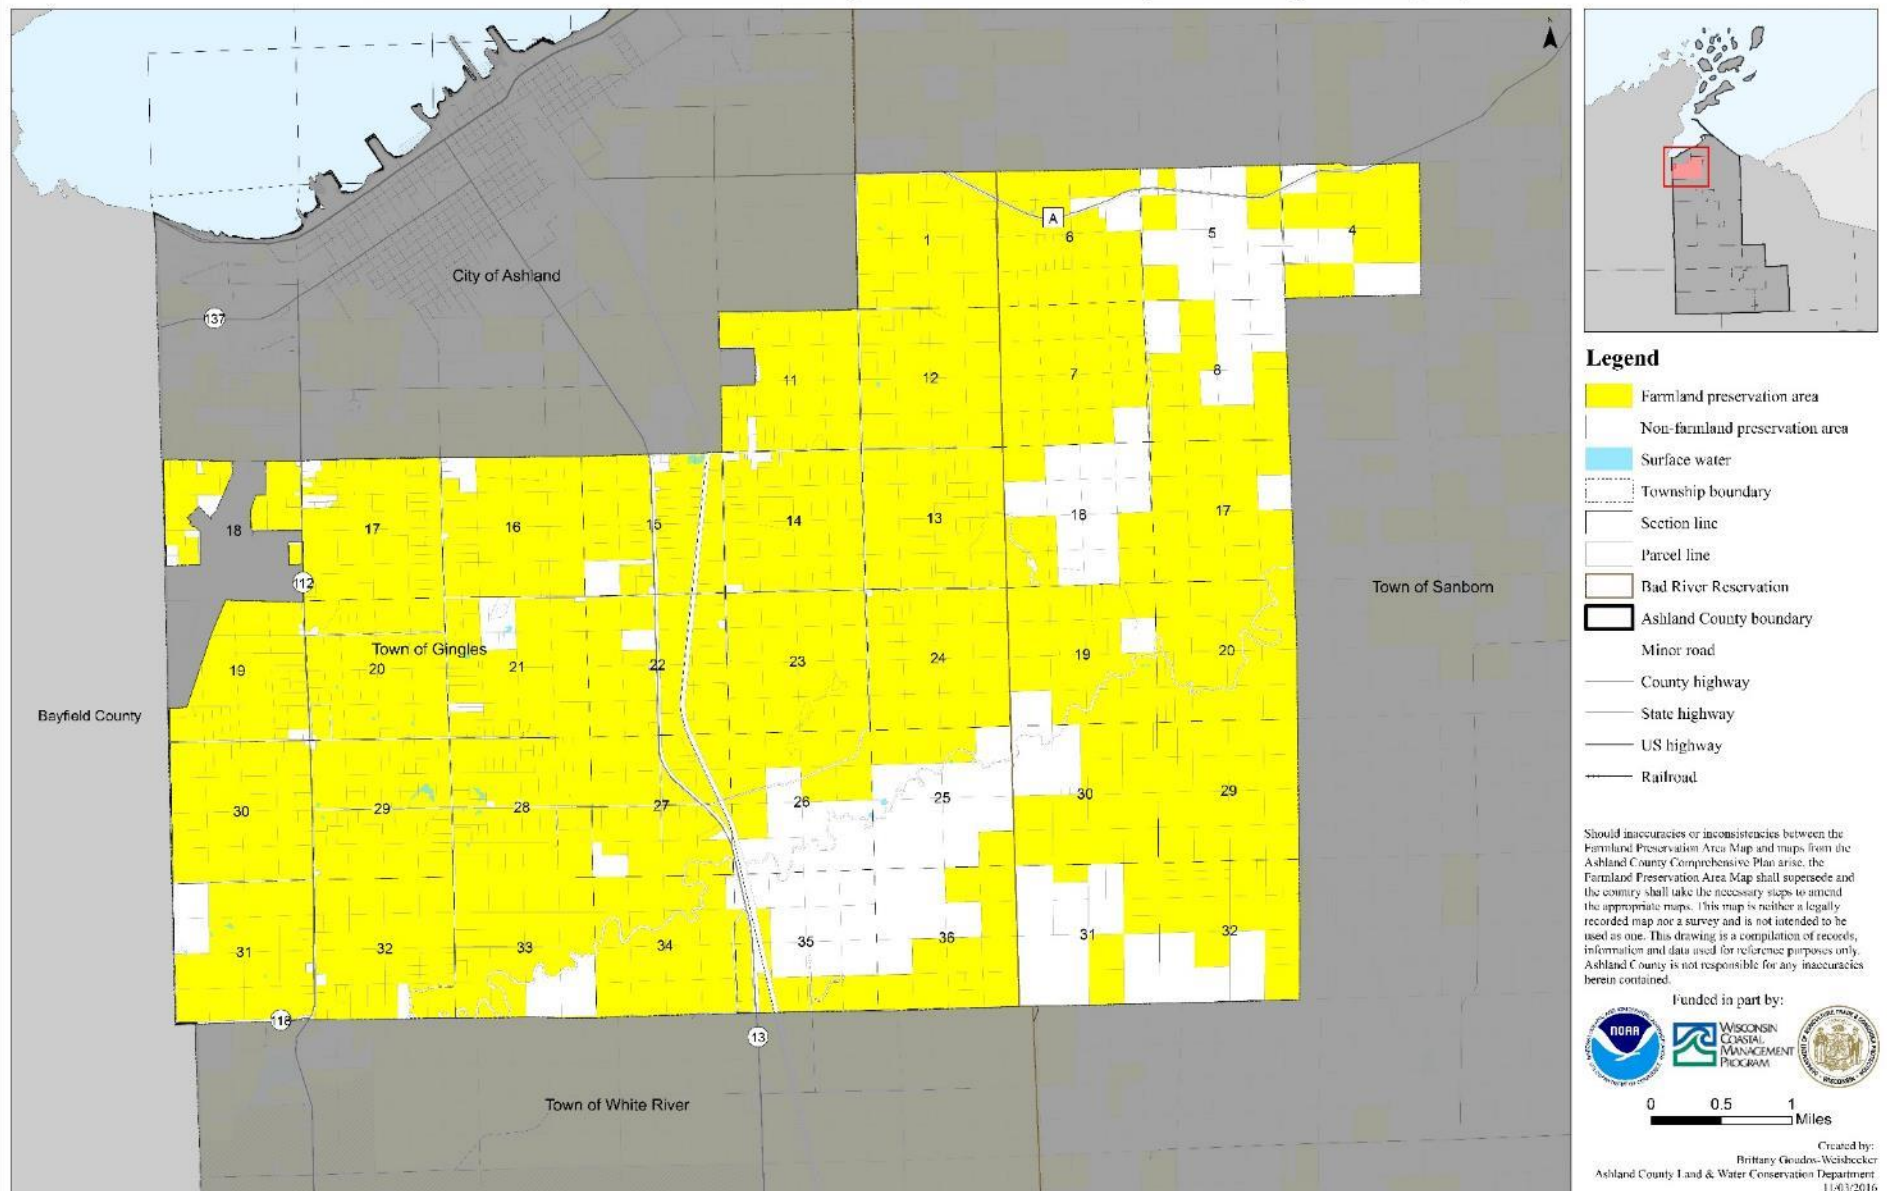 City of Ashland
137
A
1
6
5
4
11
12
7
8
18
17
16
15
14
13
18
17
112
Town of Sanborn
Town of Gingles
19
20
21
22
23
24
19
20
Bayfield County
30
29
28
27
26
25
30
29
31
32
33
34
35
36
31
32
118
13
Town of White River
Legend
Farmland preservation area
Non-farmland preservation area
Surface water
Township boundary
Section line
Parcel line
Bad River Reservation
Ashland County boundary
Minor road
County highway
State highway
US highway
Railroad
Should inaccuracies or inconsistencies between the
Farmland Preservation Area Map and maps from the
Ashland County Comprehensive Plan arise, the
Farmland Preservation Area Map shall supersede and
the country shall take the necessary steps to amend
the appropriate maps. This map is neither a legally
recorded map nor a survey and is not intended to be
used as one. This drawing is a compilation of records,
information and data used for reference purposes only.
Ashland County is not responsible for any inaccuracies
herein contained.
Funded in part by:
NOAA
WISCONSIN
COASTAL
MANAGEMENT
PROGRAM
0 0.5 1
Miles
Created by:
Brittany Goudos-Weisbecker
Ashland County Land & Water Conservation Department
11/03/2016